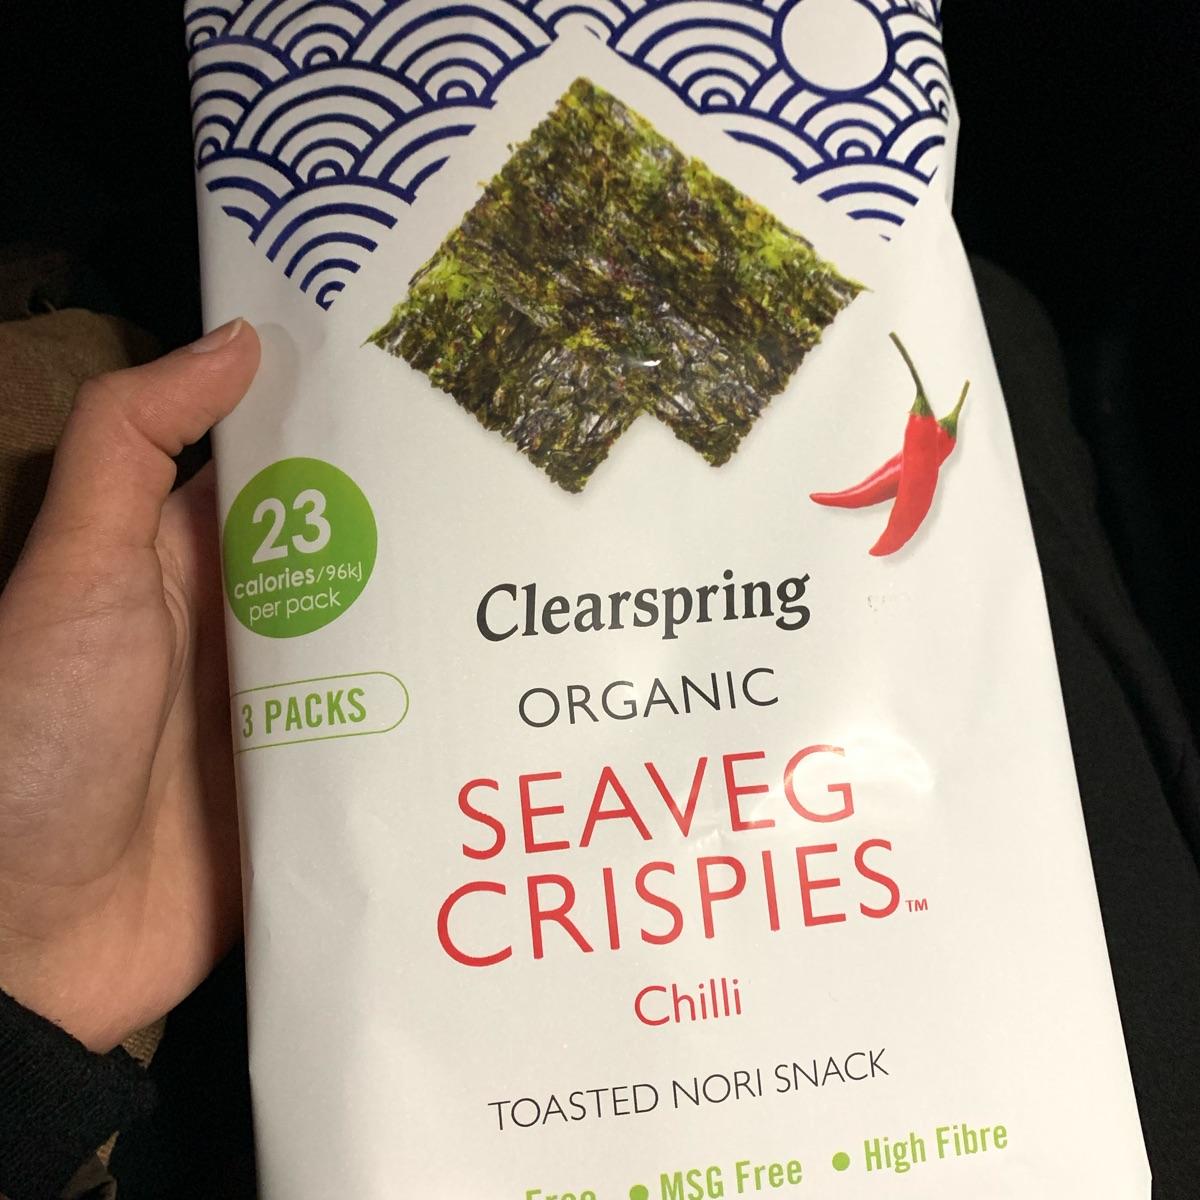 23
calories/96kJ
per pack
3 PACKS
Clearspring
ORGANIC
SEAVEG
CRISPIES™
Chilli
TOASTED NORI SNACK
Free • MSG Free • High Fibre